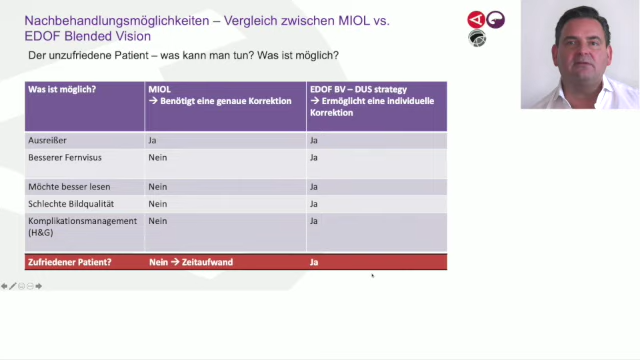 Nachbehandlungsmöglichkeiten – Vergleich zwischen MIOL vs.
EDOF Blended Vision
Der unzufriedene Patient – was kann man tun? Was ist möglich?
Was ist möglich? MIOL EDOF BV – DUS strategy
→ Benötigt eine genaue Korrektion → Ermöglicht eine individuelle
Korrektion
Ausreißer Ja Ja
Besserer Fernvisus Nein Ja
Möchte besser lesen Nein Ja
Schlechte Bildqualität Nein Ja
Komplikationsmanagement Nein Ja
(H&G)
Zufriedener Patient? Nein → Zeitaufwand Ja